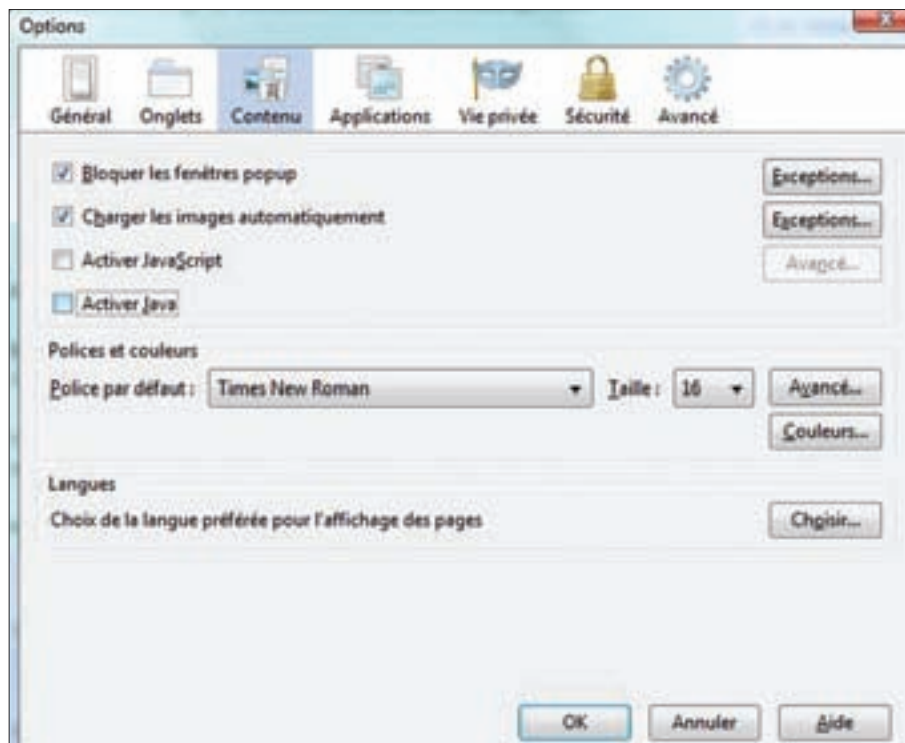 Options
Général Onglets Contenu Applications Vie privée Sécurité Avancé
Bloquer les fenêtres popup Exceptions...
Charger les images automatiquement Exceptions...
Activer JavaScript Avancé...
Activer Java
Polices et couleurs
Police par défaut : Times New Roman Taille : 16 Avancé...
Couleurs...
Langues
Choix de la langue préférée pour l'affichage des pages Choisir...
OK Annuler Aide